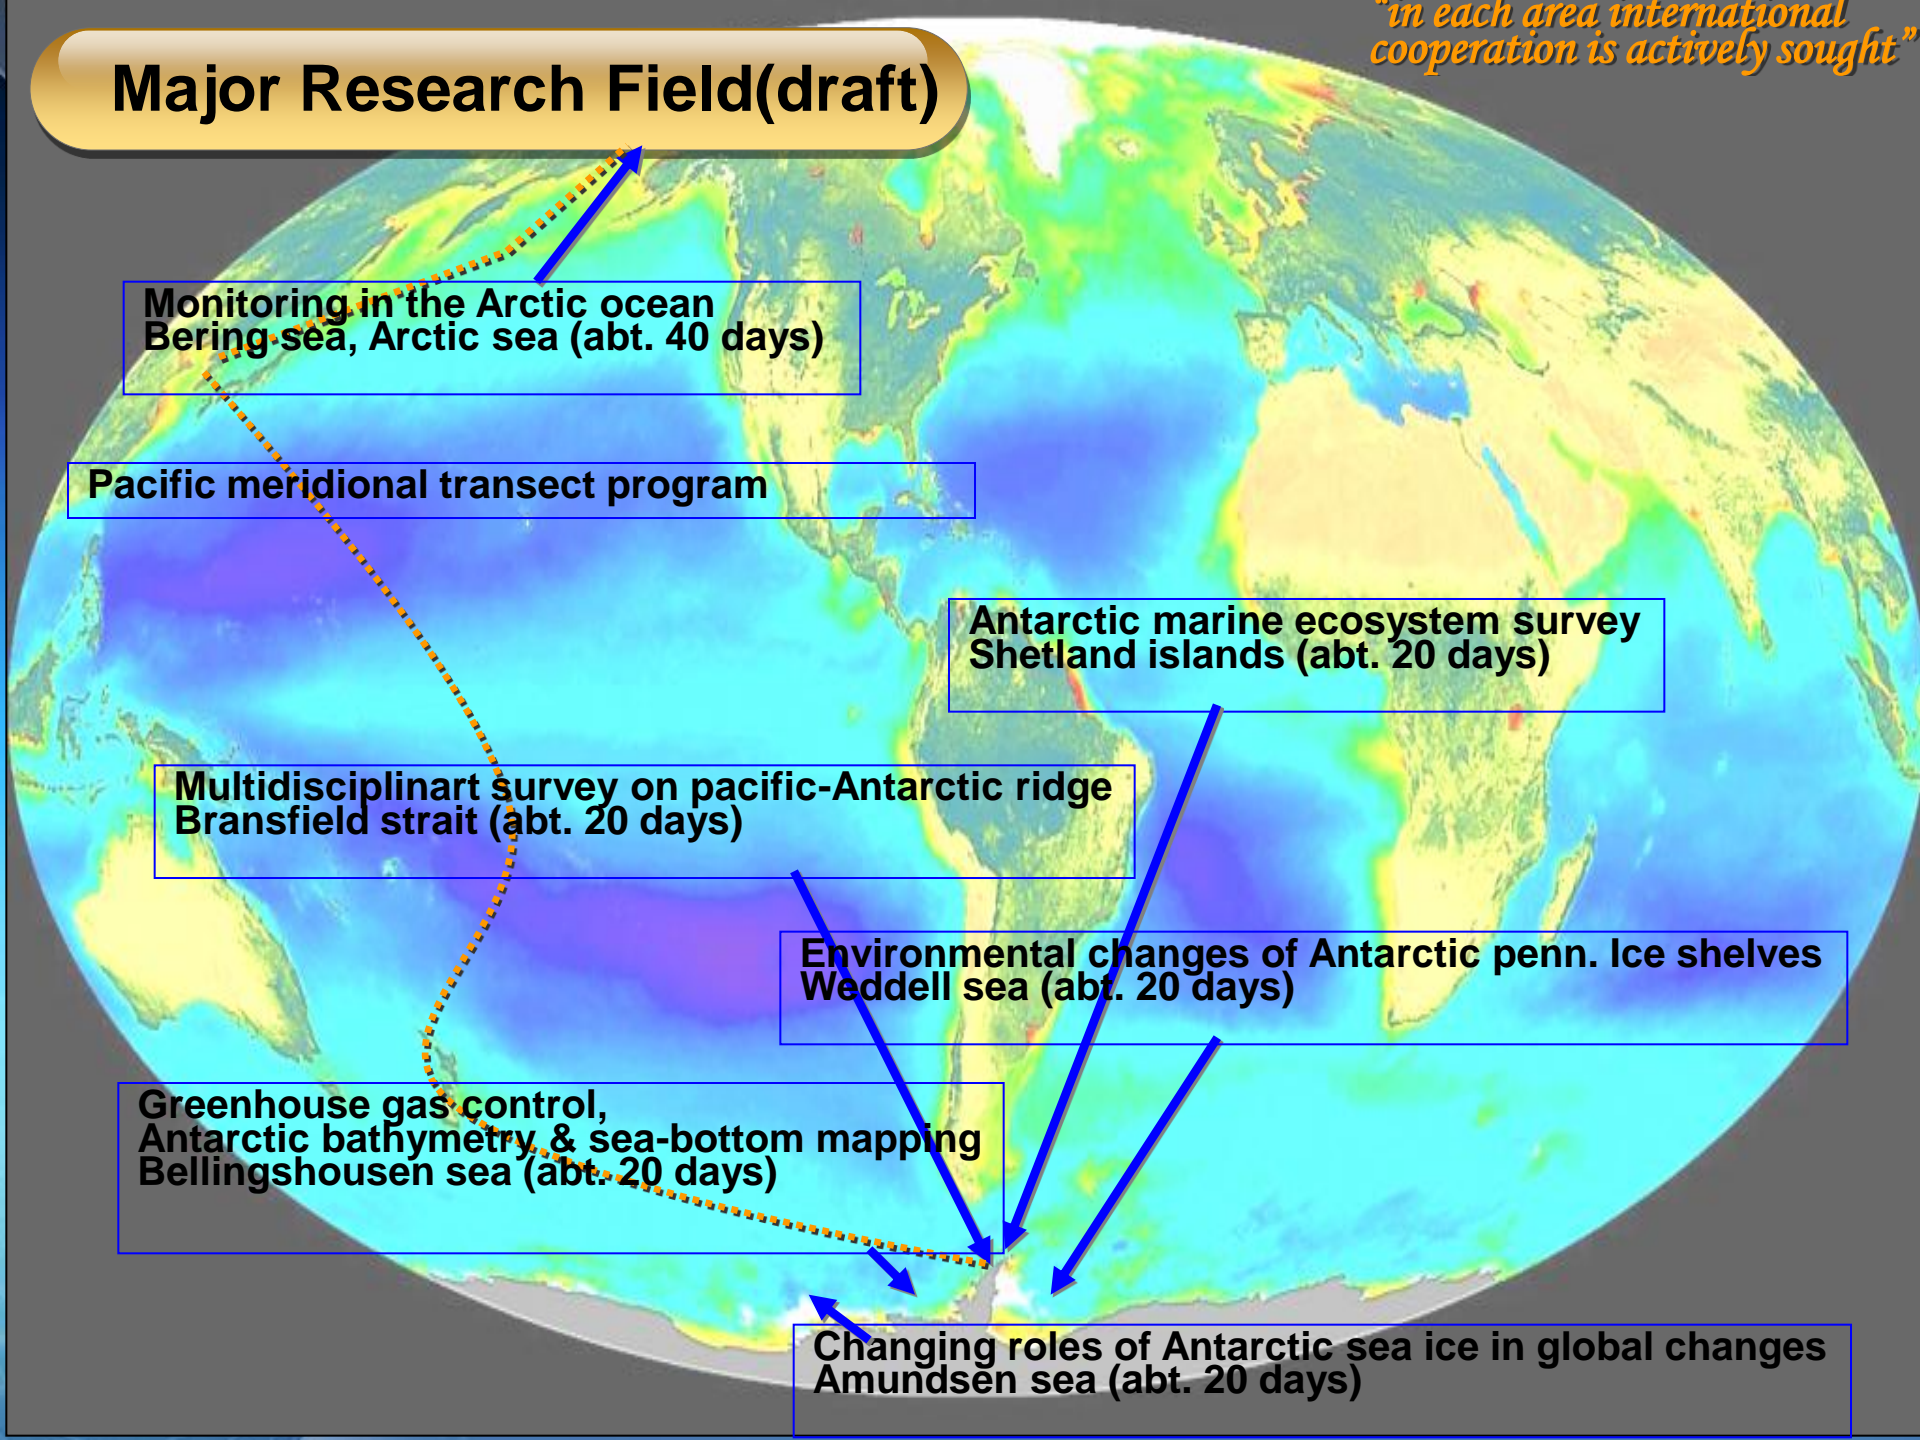 "in each area international
cooperation is actively sought"
Major Research Field(draft)
Monitoring in the Arctic ocean
Bering sea, Arctic sea (abt. 40 days)
Pacific meridional transect program
Antarctic marine ecosystem survey
Shetland islands (abt. 20 days)
Multidisciplinart survey on pacific-Antarctic ridge
Bransfield strait (abt. 20 days)
Environmental changes of Antarctic penn. Ice shelves
Weddell sea (abt. 20 days)
Greenhouse gas control,
Antarctic bathymetry & sea-bottom mapping
Bellingshousen sea (abt. 20 days)
Changing roles of Antarctic sea ice in global changes
Amundsen sea (abt. 20 days)